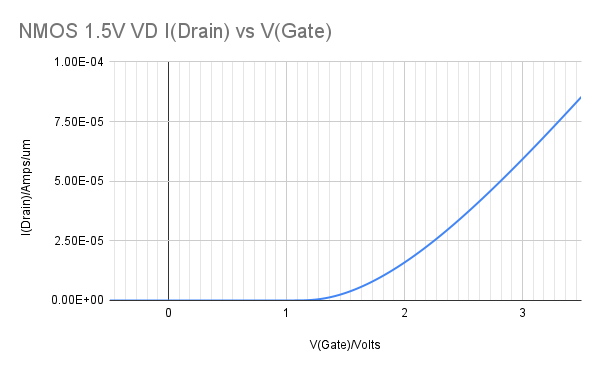 NMOS 1.5V VD I(Drain) vs V(Gate)
1.00E-04
7.50E-05
5.00E-05
2.50E-05
0.00E+00
I(Drain)/Amps/um
0 1 2 3
V(Gate)/Volts